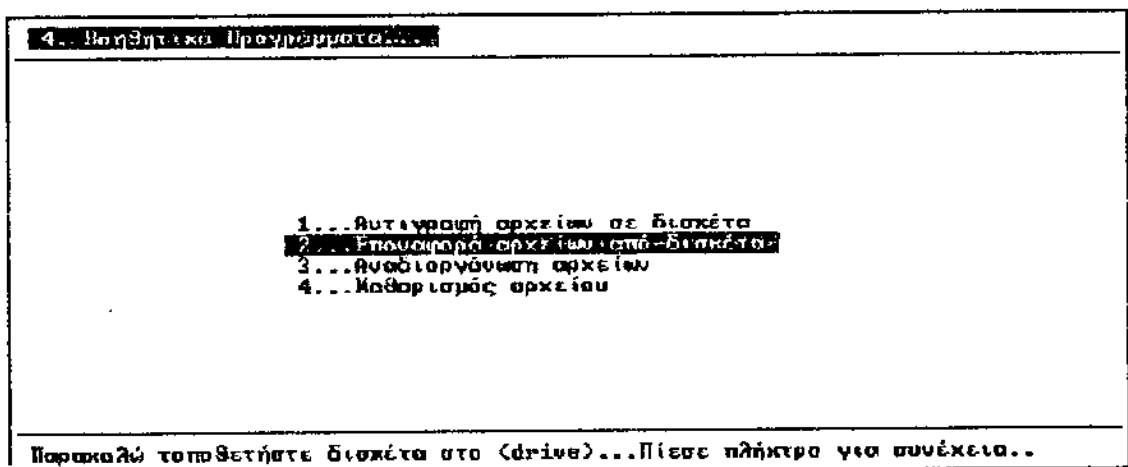 4...Βοηθητικά Προγράμματα....
1...Αντιγραφή αρχείων σε δισκέτα
2...Επαναφορά αρχείων από δισκέτα
3...Αναδιοργάνωση αρχείων
4...Καθαρισμός αρχείου
Παρακαλώ τοποθετήστε δισκέτα στο (drive)...Πίεσε πλήκτρο για συνέχεια..